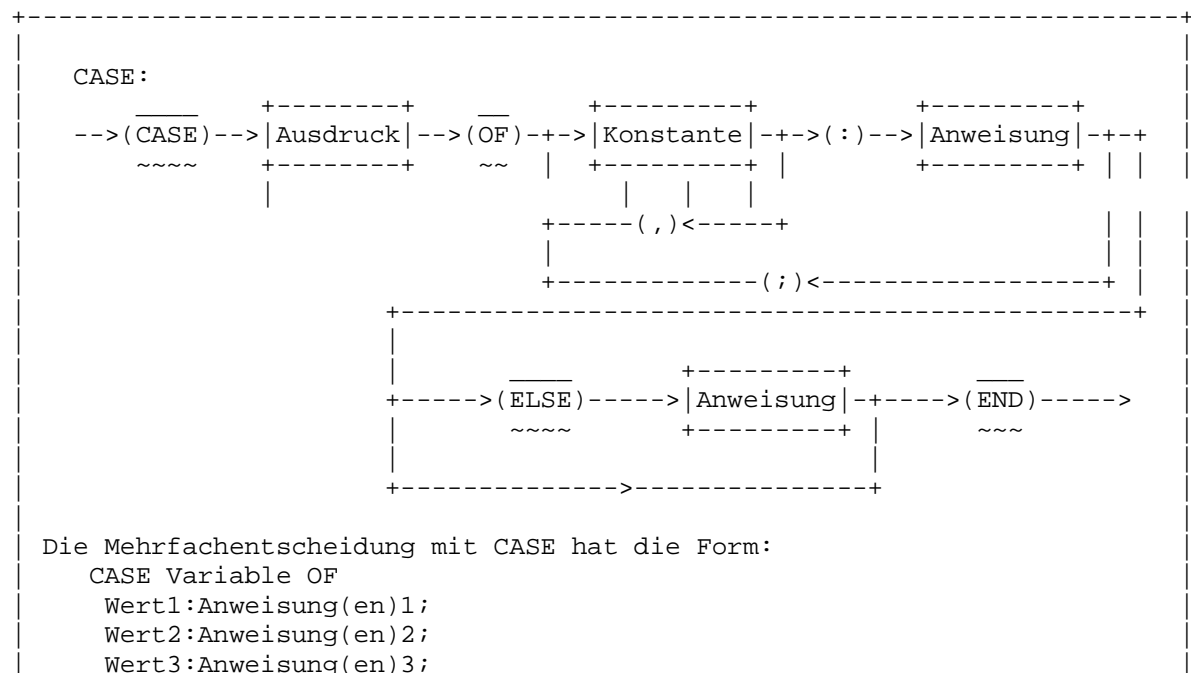 CASE:
-->(CASE)-->|Ausdruck|-->(OF)-+->|Konstante|-+->(:)-->|Anweisung|-+-+
+-----(,)<-----+
+-------------(;)<------------------+
+----->(ELSE)----->|Anweisung|-+---->(END)----->
+-------------->---------------+
Die Mehrfachentscheidung mit CASE hat die Form:
CASE Variable OF
Wert1:Anweisung(en)1;
Wert2:Anweisung(en)2;
Wert3:Anweisung(en)3;